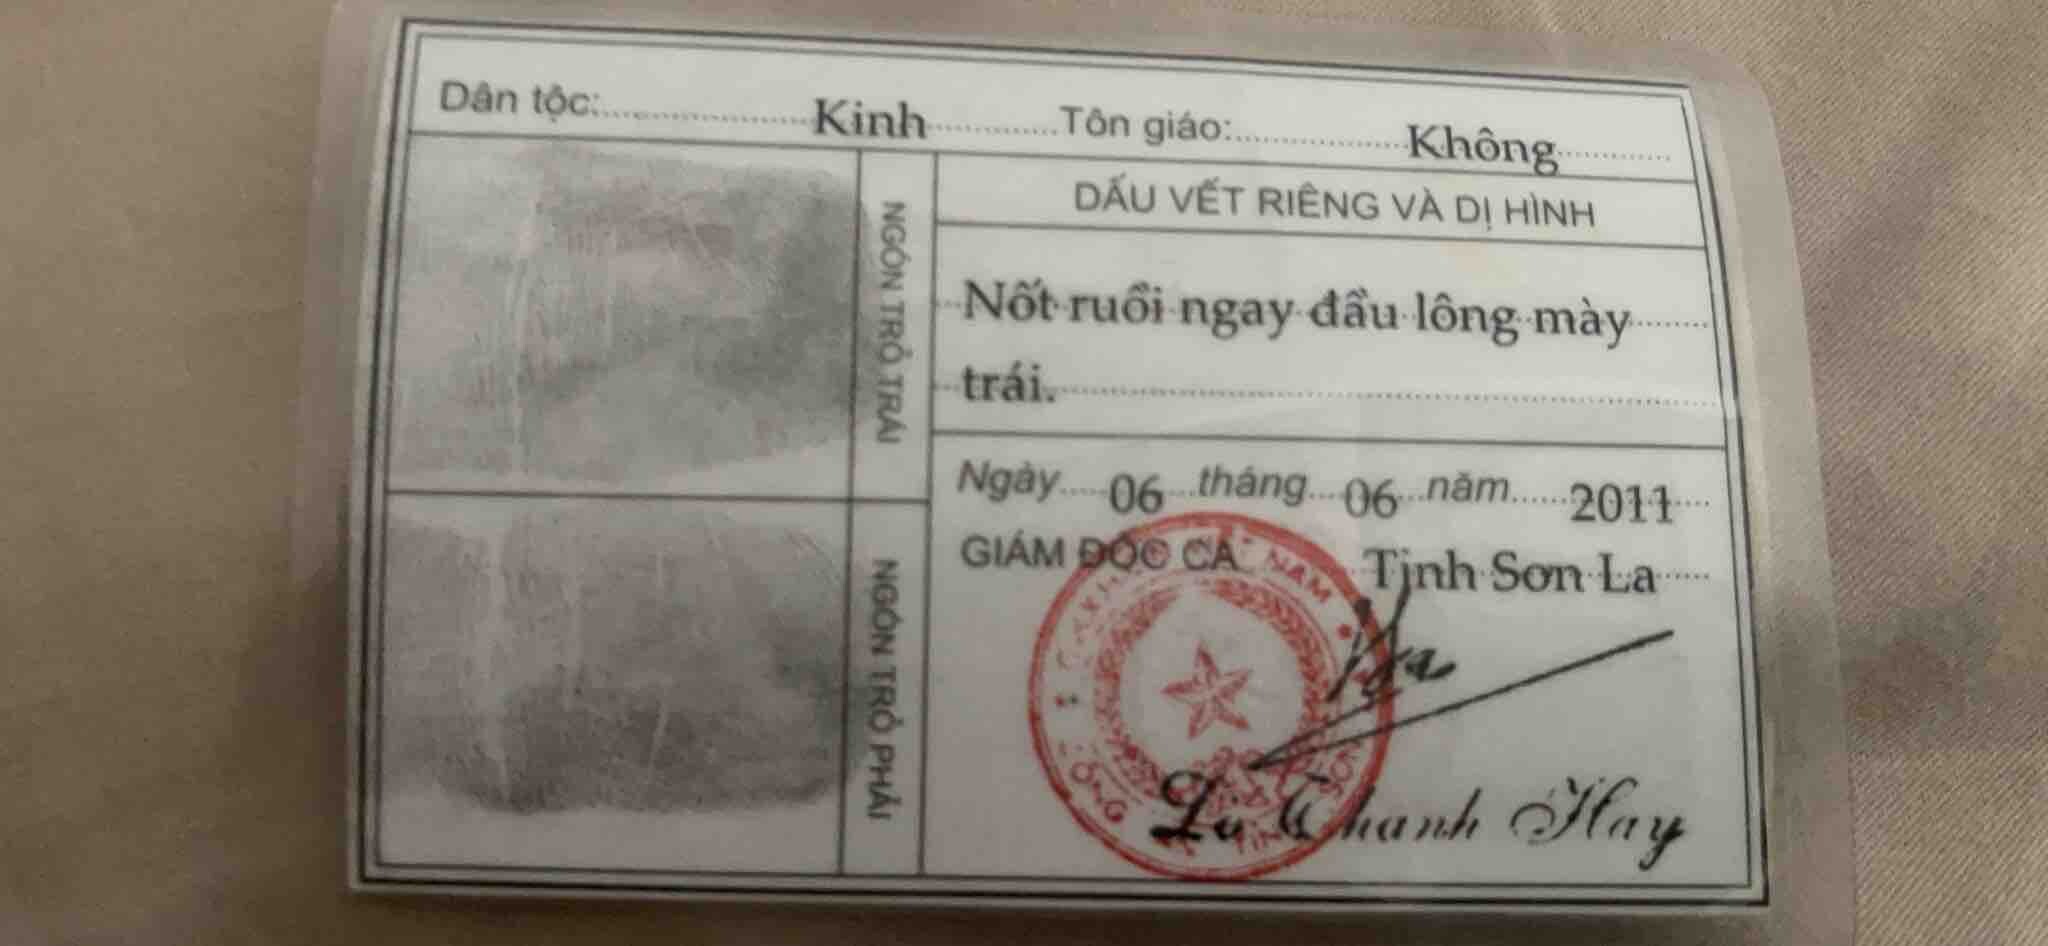 Dân tộc: Kinh Tôn giáo: Không
NGÓN TRỎ TRÁI
DẤU VẾT RIÊNG VÀ DỊ HÌNH
Nốt ruồi ngay đầu lông mày
trái.
NGÓN TRỎ PHẢI
Ngày 06 tháng 06 năm 2011
GIÁM ĐỐC CA Tỉnh Sơn La
NAM
Thanh Hay